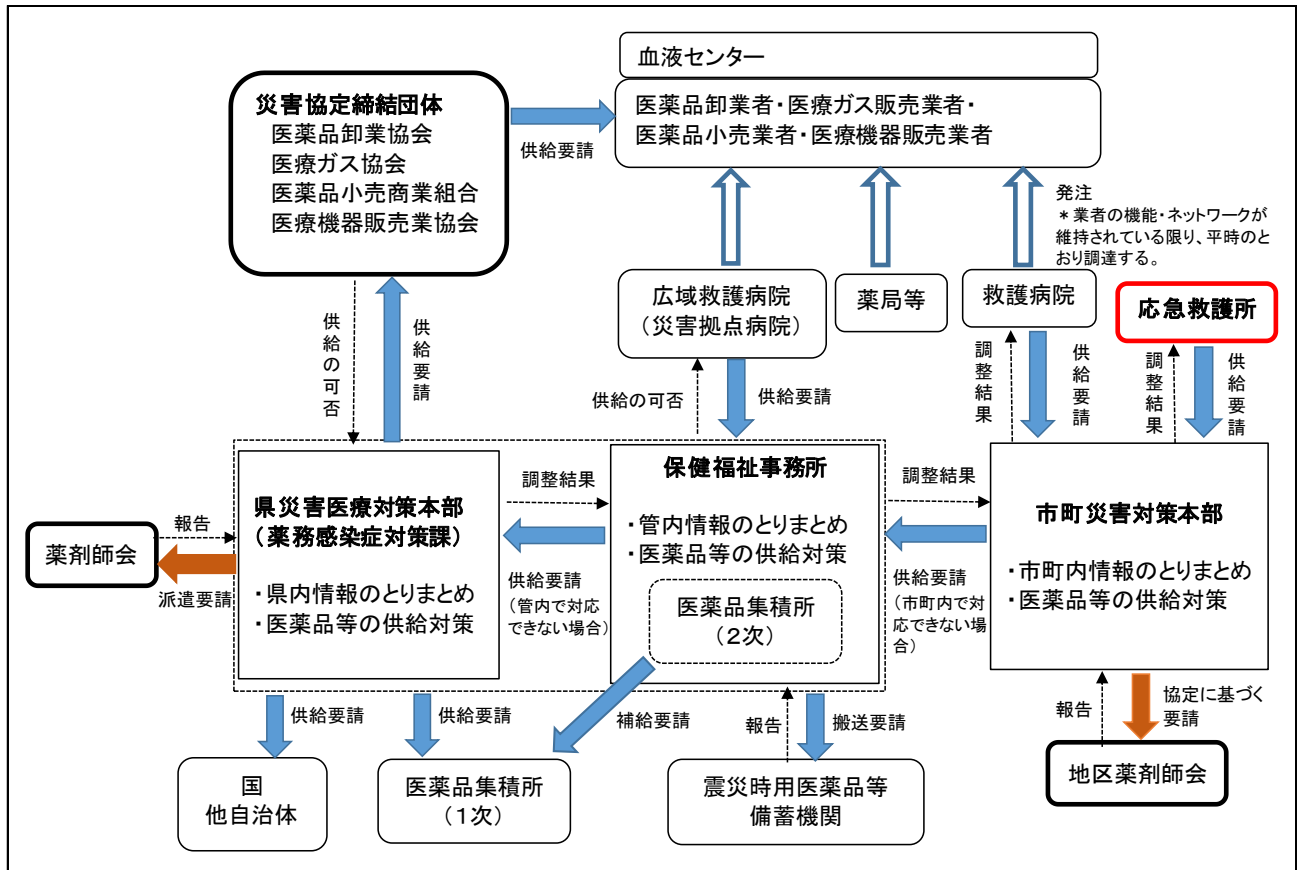 血液センター
災害協定締結団体
医薬品卸業協会
医療ガス協会
医薬品小売商業組合
医療機器販売業協会
供給要請
医薬品卸業者・医療ガス販売業者・
医薬品小売業者・医療機器販売業者
発注
＊業者の機能・ネットワークが
維持されている限り、平時のと
おり調達する。
広域救護病院
（災害拠点病院）
薬局等
救護病院
応急救護所
供給の可否
供給要請
供給の可否
供給要請
調整結果
供給要請
調整結果
供給要請
県災害医療対策本部
（薬務感染症対策課）
・県内情報のとりまとめ
・医薬品等の供給対策
調整結果
供給要請
（管内で対応
できない場合）
保健福祉事務所
・管内情報のとりまとめ
・医薬品等の供給対策
医薬品集積所
（２次）
調整結果
供給要請
（市町内で対
応できない場
合）
市町災害対策本部
・市町内情報のとりまとめ
・医薬品等の供給対策
報告
薬剤師会
派遣要請
供給要請
供給要請
補給要請
報告
搬送要請
報告
協定に基づく
要請
国
他自治体
医薬品集積所
（１次）
震災時用医薬品等
備蓄機関
地区薬剤師会